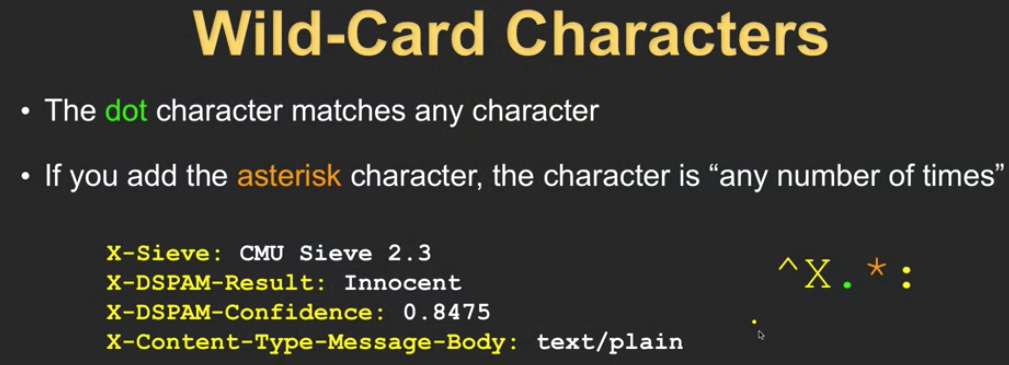 Wild-Card Characters
• The dot character matches any character
• If you add the asterisk character, the character is “any number of times”
X-Sieve: CMU Sieve 2.3
X-DSPAM-Result: Innocent
X-DSPAM-Confidence: 0.8475
X-Content-Type-Message-Body: text/plain
^X.*: